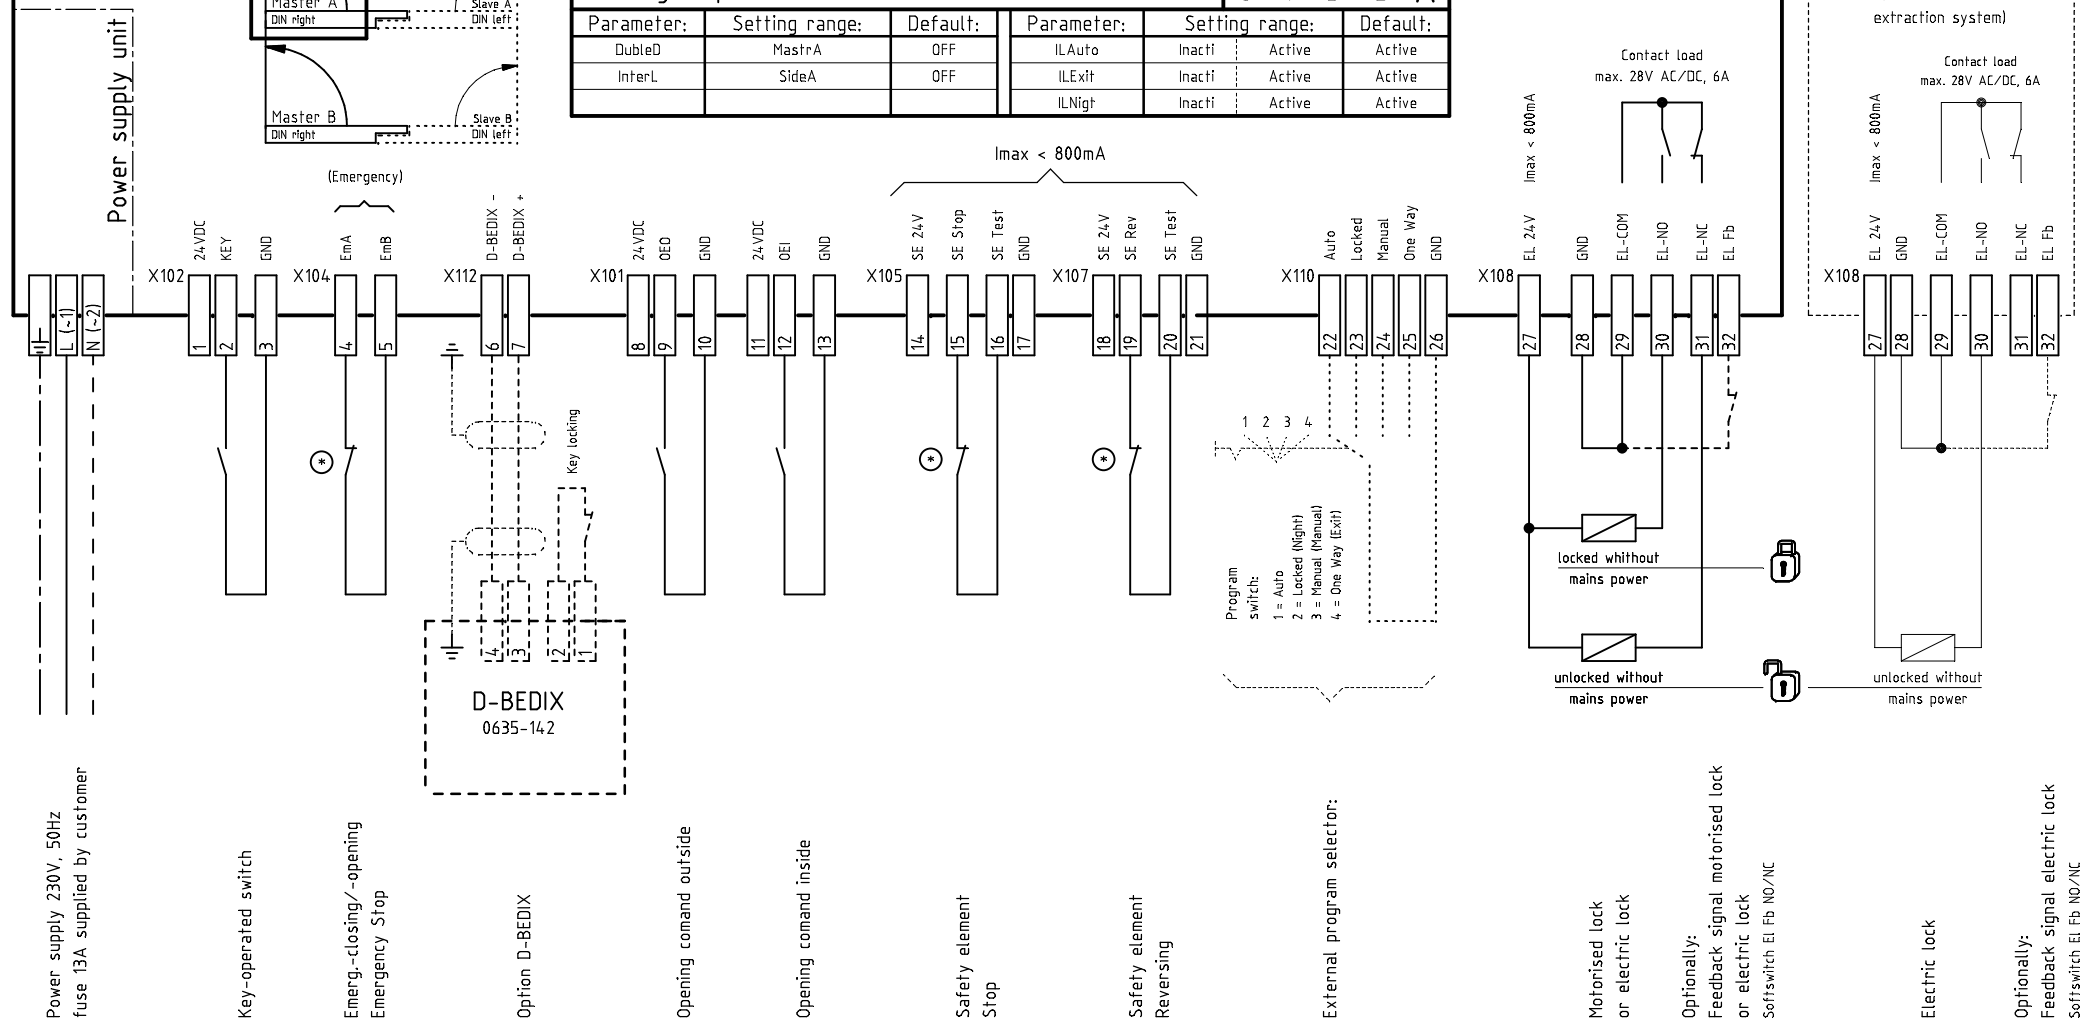 Master A
DIN right
Slave A
DIN left
Master B
DIN right
Slave B
DIN left
Power supply unit
Parameter: Setting range: Default: Parameter: Setting range: Default:
DubleD MastrA OFF ILAuto Inacti Active Active
InterL SideA OFF ILExit Inacti Active Active
ILNigt Inacti Active Active
extraction system)
Contact load
max. 28V AC/DC, 6A
Contact load
max. 28V AC/DC, 6A
Imax < 800mA
Imax < 800mA
Imax < 800mA
(Emergency)
24VDC
KEY
GND
EmA
EmB
D-BEDIX -
D-BEDIX +
24VDC
OEO
GND
24VDC
OEI
GND
SE 24V
SE Stop
SE Test
GND
SE 24V
SE Rev
SE Test
GND
Auto
Locked
Manual
One Way
GND
EL 24V
GND
EL-COM
EL-NO
EL-NC
EL Fb
EL 24V
GND
EL-COM
EL-NO
EL-NC
EL Fb
X102 X104 X112 X101 X105 X107 X110 X108 X108
L (~1)
N (~2)
1 2 3 4 5 6 7 8 9 10 11 12 13 14 15 16 17 18 19 20 21 22 23 24 25 26 27 28 29 30 31 32 27 28 29 30 31 32
* * *
Key locking
1 2 3 4
Program
switch:
1 = Auto
2 = Locked (Night)
3 = Manual (Manual)
4 = One Way (Exit)
4 3 2 1
D-BEDIX
0635-142
locked whithout
mains power
unlocked without
mains power
unlocked without
mains power
Power supply 230V, 50Hz
fuse 13A supplied by customer
Key-operated switch
Emerg.-closing/-opening
Emergency Stop
Option D-BEDIX
Opening comand outside
Opening comand inside
Safety element
Stop
Safety element
Reversing
External program selector:
Motorised lock
or electric lock
Optionally:
Feedback signal motorised lock
or electric lock
Softswitch El Fb NO/NC
Electric lock
Optionally:
Feedback signal electric lock
Softswitch El Fb NO/NC